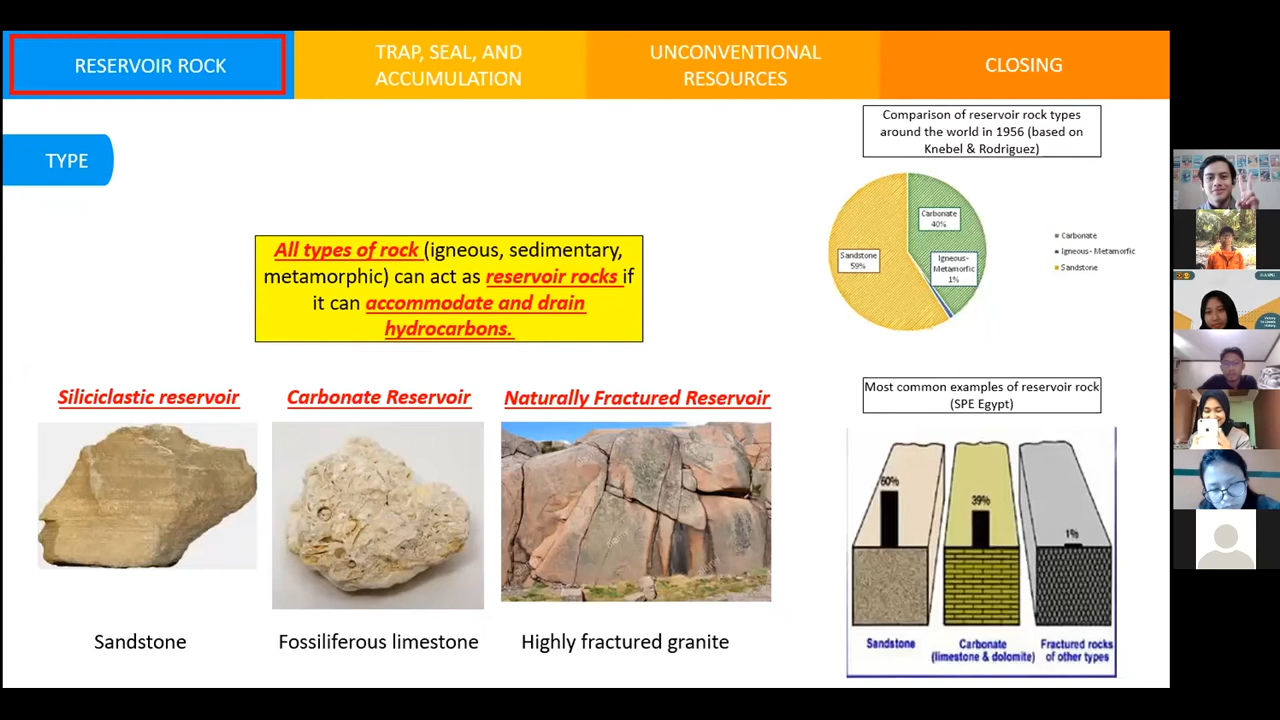 RESERVOIR ROCK
TRAP, SEAL, AND
ACCUMULATION
UNCONVENTIONAL
RESOURCES
CLOSING
TYPE
Comparison of reservoir rock types
around the world in 1956 (based on
Knebel & Rodriguez)
Carbonate
40%
Sandstone
59%
Igneous-
Metamorfic
1%
Carbonate
Igneous- Metamorfic
Sandstone
All types of rock (igneous, sedimentary,
metamorphic) can act as reservoir rocks if
it can accommodate and drain
hydrocarbons.
Siliciclastic reservoir
Carbonate Reservoir
Naturally Fractured Reservoir
Sandstone
Fossiliferous limestone
Highly fractured granite
Most common examples of reservoir rock
(SPE Egypt)
60%
39%
1%
Sandstone
Carbonate
(limestone & dolomite)
Fractured rocks
of other types